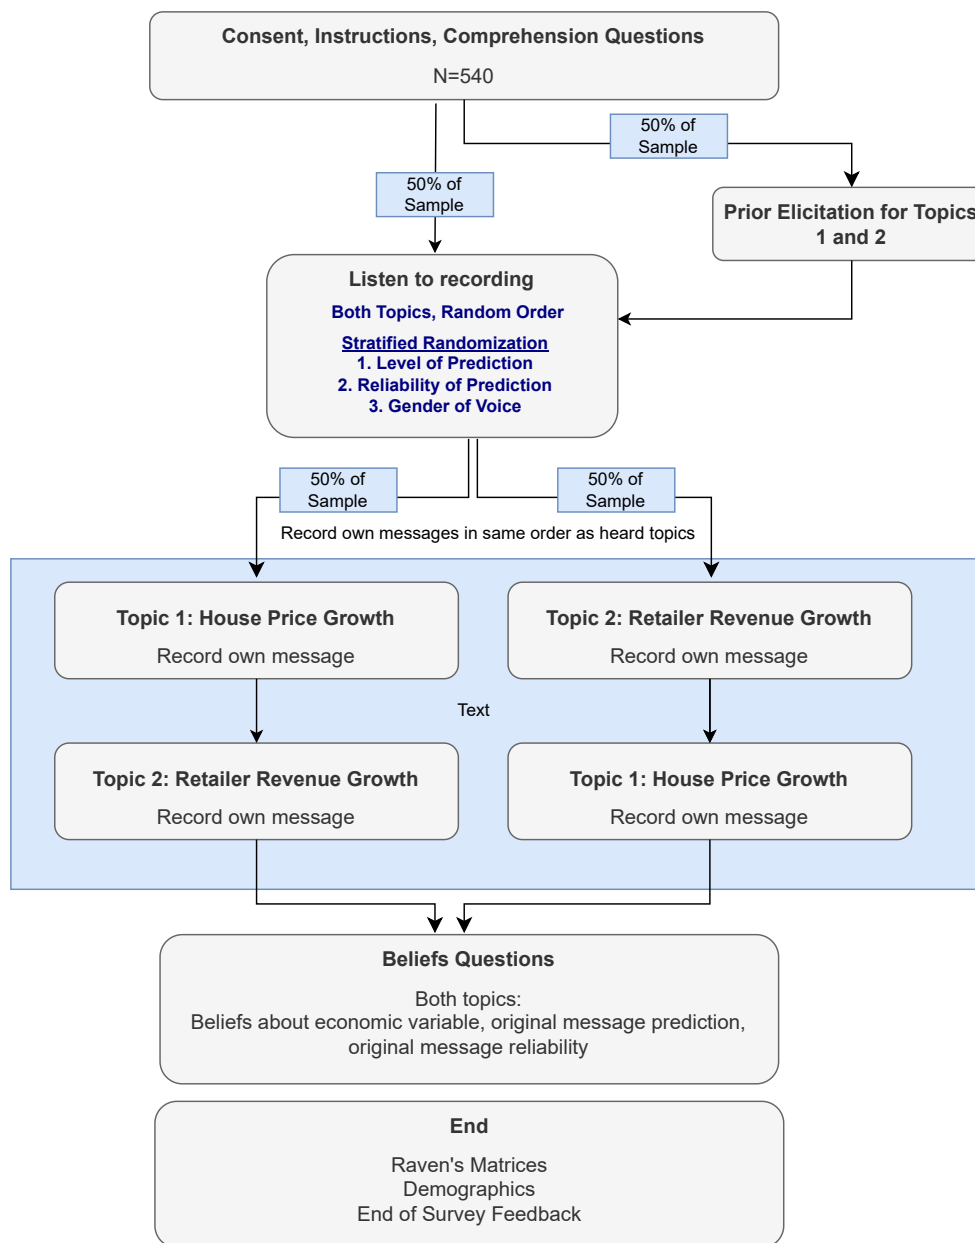 Consent, Instructions, Comprehension Questions
N=540
50% of
Sample
50% of
Sample
Prior Elicitation for Topics
1 and 2
Listen to recording
Both Topics, Random Order
Stratified Randomization
1. Level of Prediction
2. Reliability of Prediction
3. Gender of Voice
50% of
Sample
50% of
Sample
Record own messages in same order as heard topics
Topic 1: House Price Growth
Record own message
Topic 2: Retailer Revenue Growth
Record own message
Text
Topic 2: Retailer Revenue Growth
Record own message
Topic 1: House Price Growth
Record own message
Beliefs Questions
Both topics:
Beliefs about economic variable, original message prediction,
original message reliability
End
Raven's Matrices
Demographics
End of Survey Feedback